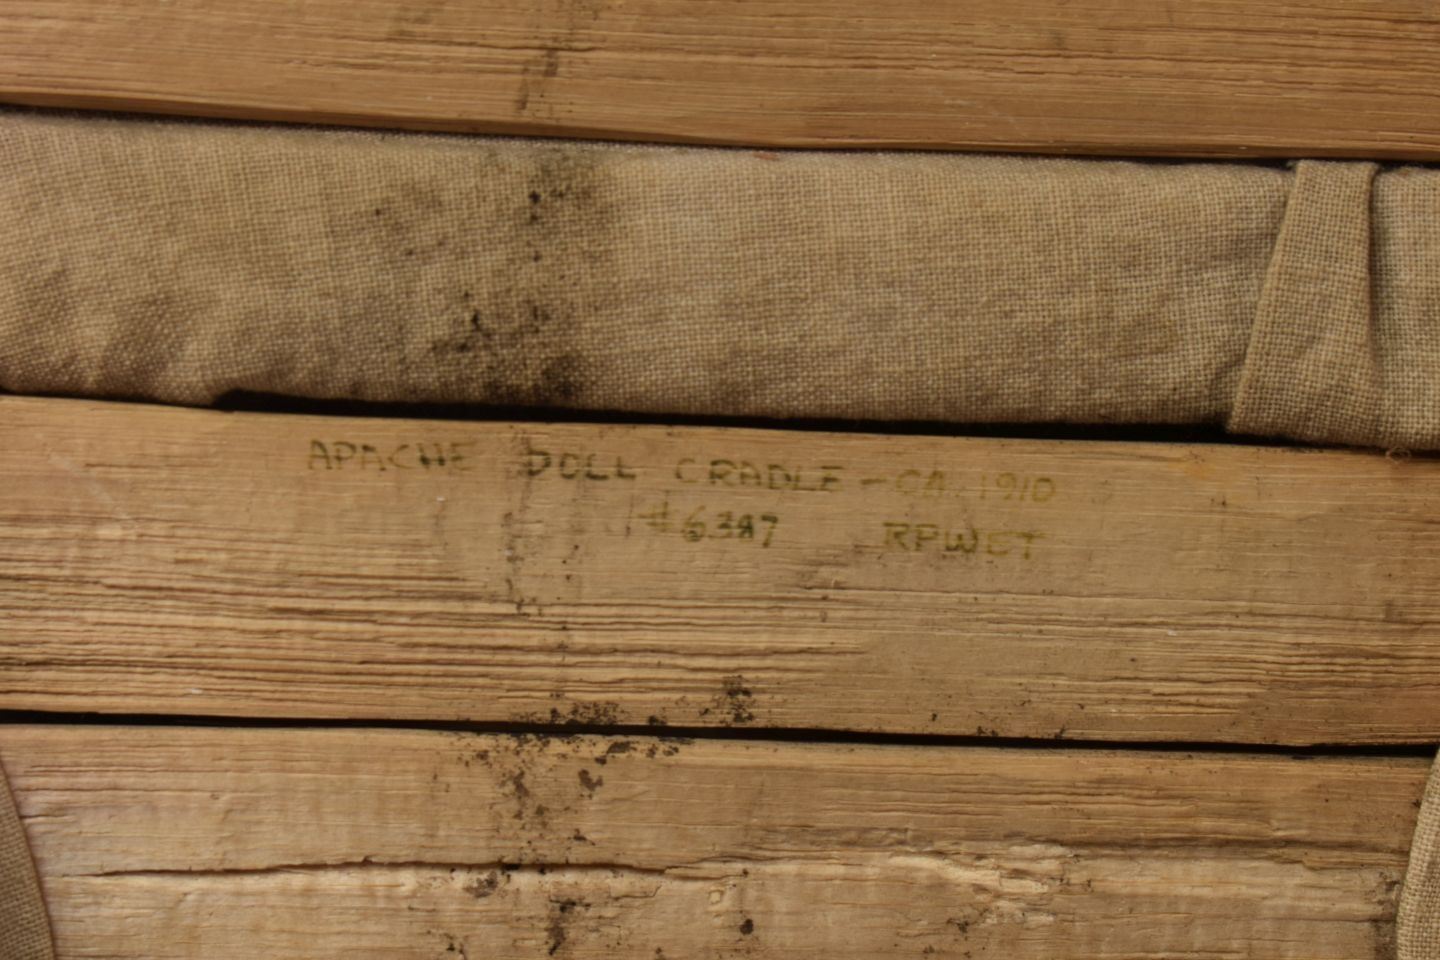 APACHE DOLL CRADLE - CA. 1910
#6387 RPWET